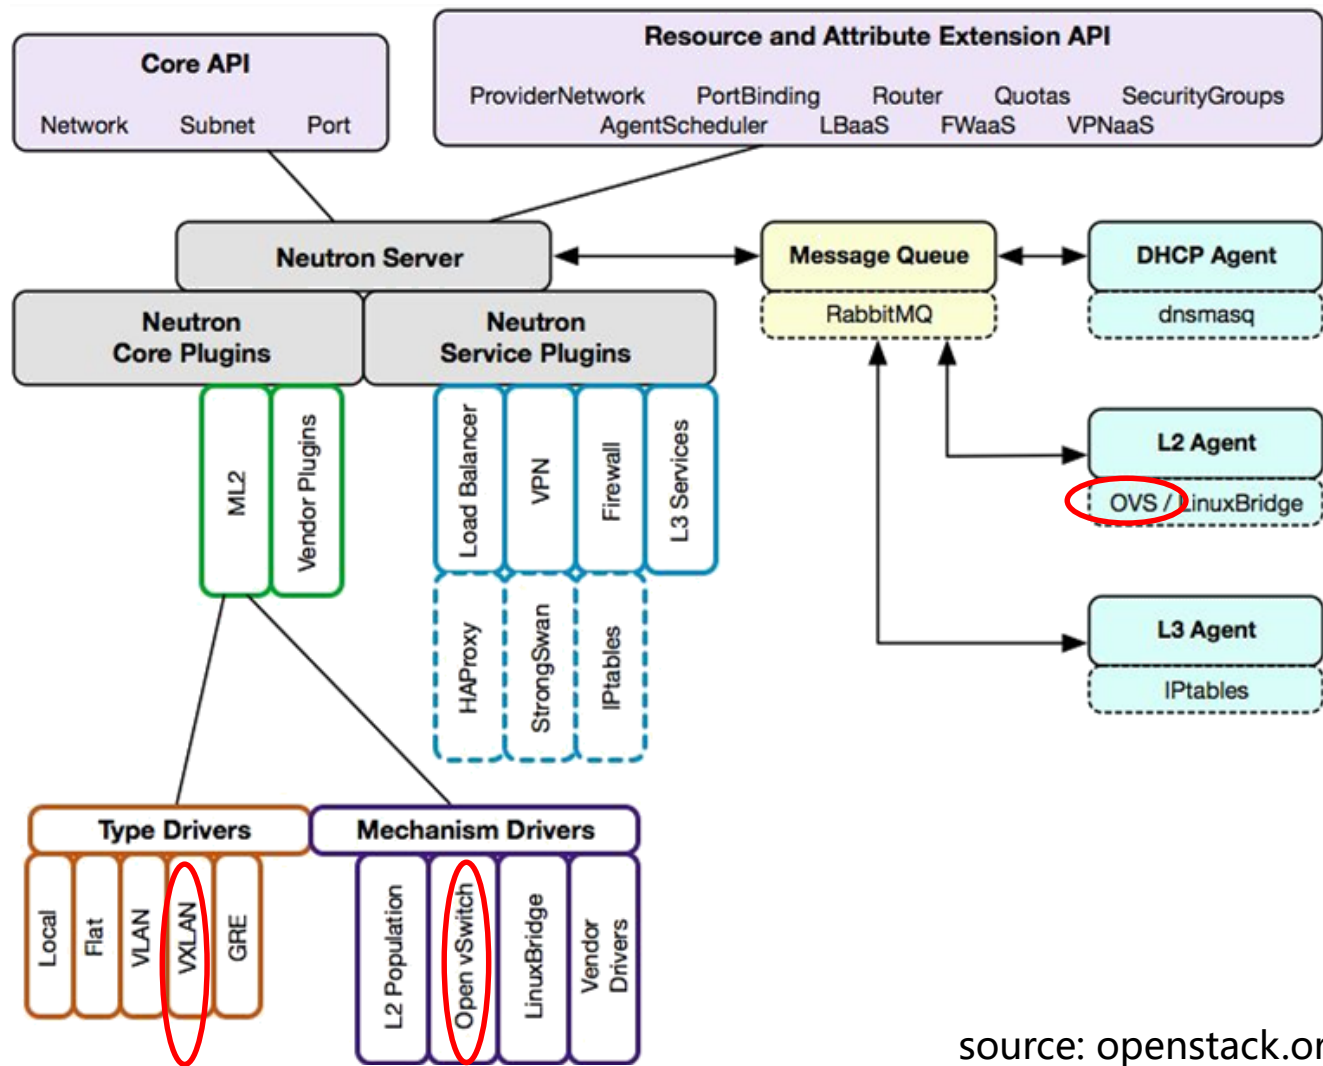 Core API
Network Subnet Port
Resource and Attribute Extension API
ProviderNetwork PortBinding Router Quotas SecurityGroups
AgentScheduler LBaaS FWaaS VPNaaS
Neutron Server
Neutron
Core Plugins
Neutron
Service Plugins
Message Queue
RabbitMQ
DHCP Agent
dnsmasq
L2 Agent
OVS / LinuxBridge
L3 Agent
IPtables
ML2
Vendor Plugins
Load Balancer
VPN
Firewall
L3 Services
HAProxy
StrongSwan
IPtables
Type Drivers
Local
Flat
VLAN
VXLAN
GRE
Mechanism Drivers
L2 Population
Open vSwitch
LinuxBridge
Vendor
Drivers
source: openstack.or